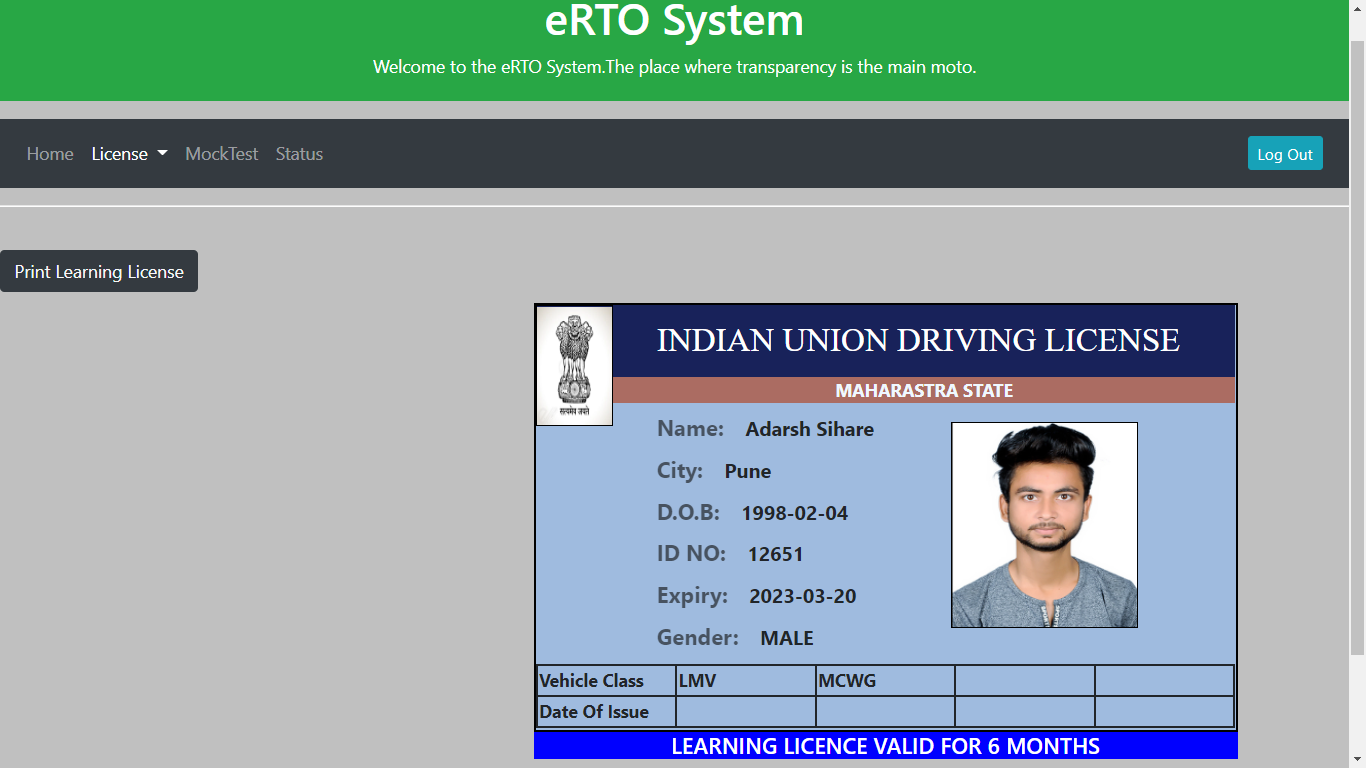 eRTO System
Welcome to the eRTO System.The place where transparency is the main moto.
Home License MockTest Status Log Out
Print Learning License
INDIAN UNION DRIVING LICENSE
सत्यमेव जयते
MAHARASTRA STATE
Name: Adarsh Sihare
City: Pune
D.O.B: 1998-02-04
ID NO: 12651
Expiry: 2023-03-20
Gender: MALE
Vehicle Class LMV MCWG
Date Of Issue
LEARNING LICENCE VALID FOR 6 MONTHS